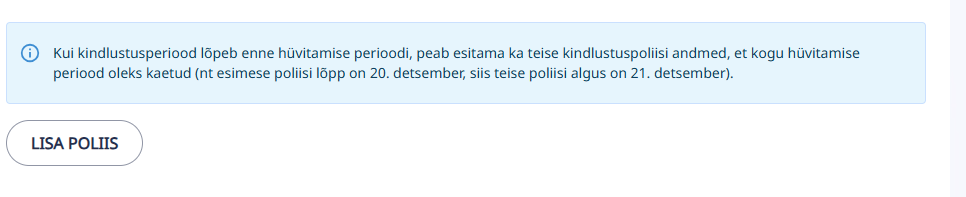 Kui kindlustusperiood lõpeb enne hüvitamise perioodi, peab esitama ka teise kindlustuspoliisi andmed, et kogu hüvitamise
periood oleks kaetud (nt esimese poliisi lõpp on 20. detsember, siis teise poliisi algus on 21. detsember).
LISA POLIIS